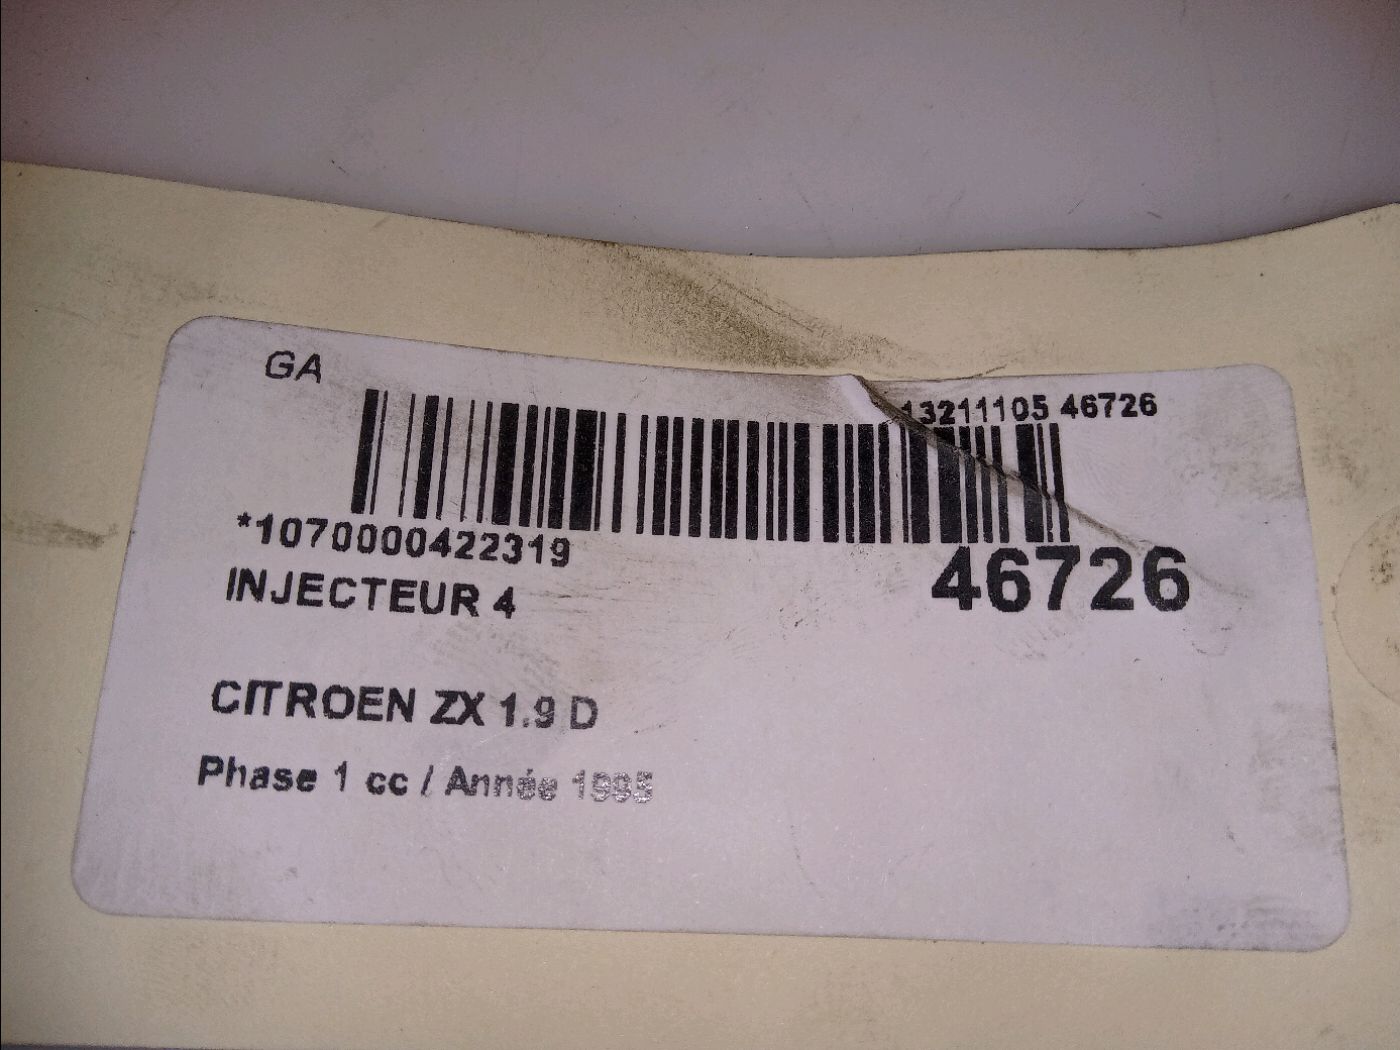 GA
13211105 46726
*1070000422319
46726
INJECTEUR 4
CITROEN ZX 1.9 D
Phase 1 cc / Année 1995